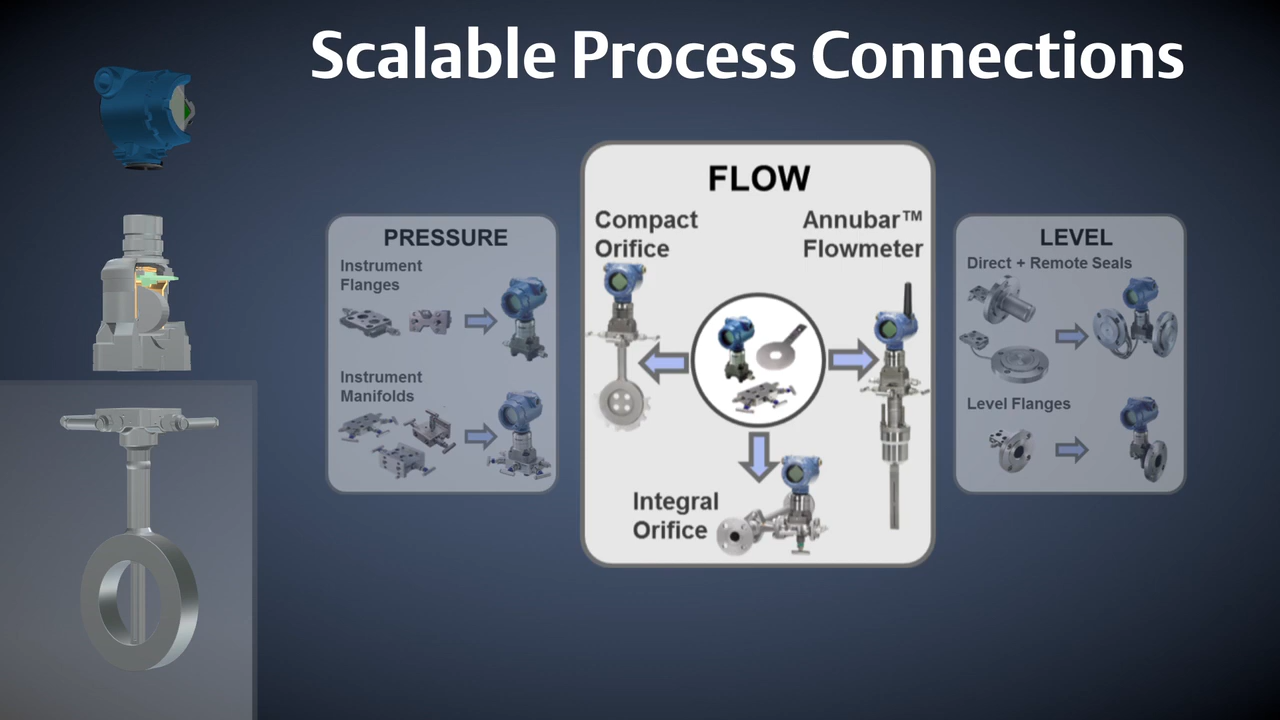 Scalable Process Connections
PRESSURE
Instrument
Flanges
Instrument
Manifolds
FLOW
Compact
Orifice
Annubar™
Flowmeter
Integral
Orifice
LEVEL
Direct + Remote Seals
Level Flanges